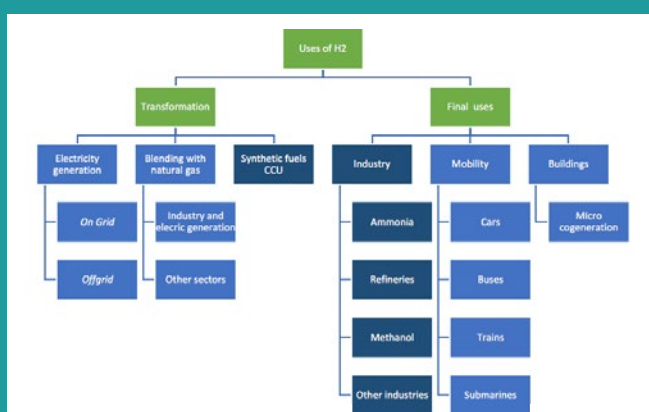 Uses of H2
Transformation
Final uses
Electricity
generation
Blending with
natural gas
Synthetic fuels
CCU
Industry
Mobility
Buildings
On Grid
Offgrid
Industry and
elecric generation
Other sectors
Ammonia
Refineries
Methanol
Other industries
Cars
Buses
Trains
Submarines
Micro
cogeneration